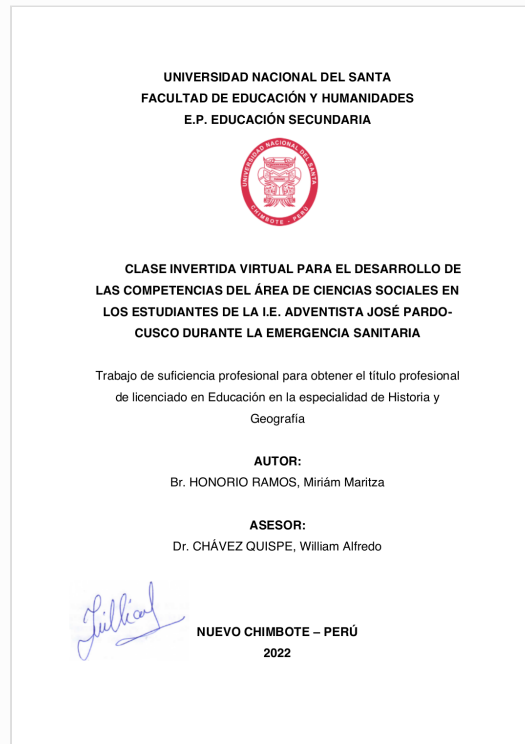 UNIVERSIDAD NACIONAL DEL SANTA
FACULTAD DE EDUCACIÓN Y HUMANIDADES
E.P. EDUCACIÓN SECUNDARIA
UNIVERSIDAD NACIONAL DEL SANTA
CHIMBOTE - PERÚ
CLASE INVERTIDA VIRTUAL PARA EL DESARROLLO DE
LAS COMPETENCIAS DEL ÁREA DE CIENCIAS SOCIALES EN
LOS ESTUDIANTES DE LA I.E. ADVENTISTA JOSÉ PARDO-
CUSCO DURANTE LA EMERGENCIA SANITARIA
Trabajo de suficiencia profesional para obtener el título profesional
de licenciado en Educación en la especialidad de Historia y
Geografía
AUTOR:
Br. HONORIO RAMOS, Miriám Maritza
ASESOR:
Dr. CHÁVEZ QUISPE, William Alfredo
NUEVO CHIMBOTE – PERÚ
2022